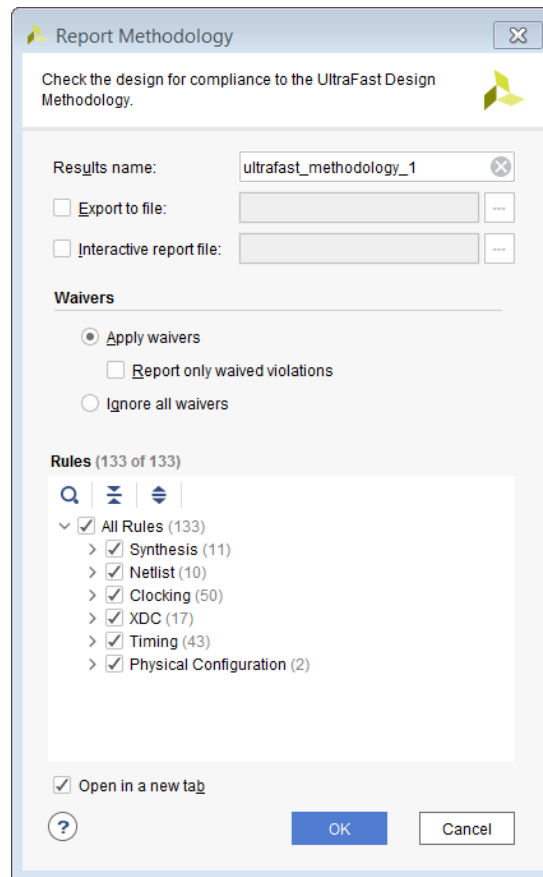 Report Methodology
Check the design for compliance to the UltraFast Design
Methodology.
Results name: ultrafast_methodology_1
Export to file: ...
Interactive report file: ...
Waivers
Apply waivers
Report only waived violations
Ignore all waivers
Rules (133 of 133)
All Rules (133)
Synthesis (11)
Netlist (10)
Clocking (50)
XDC (17)
Timing (43)
Physical Configuration (2)
Open in a new tab
? OK Cancel